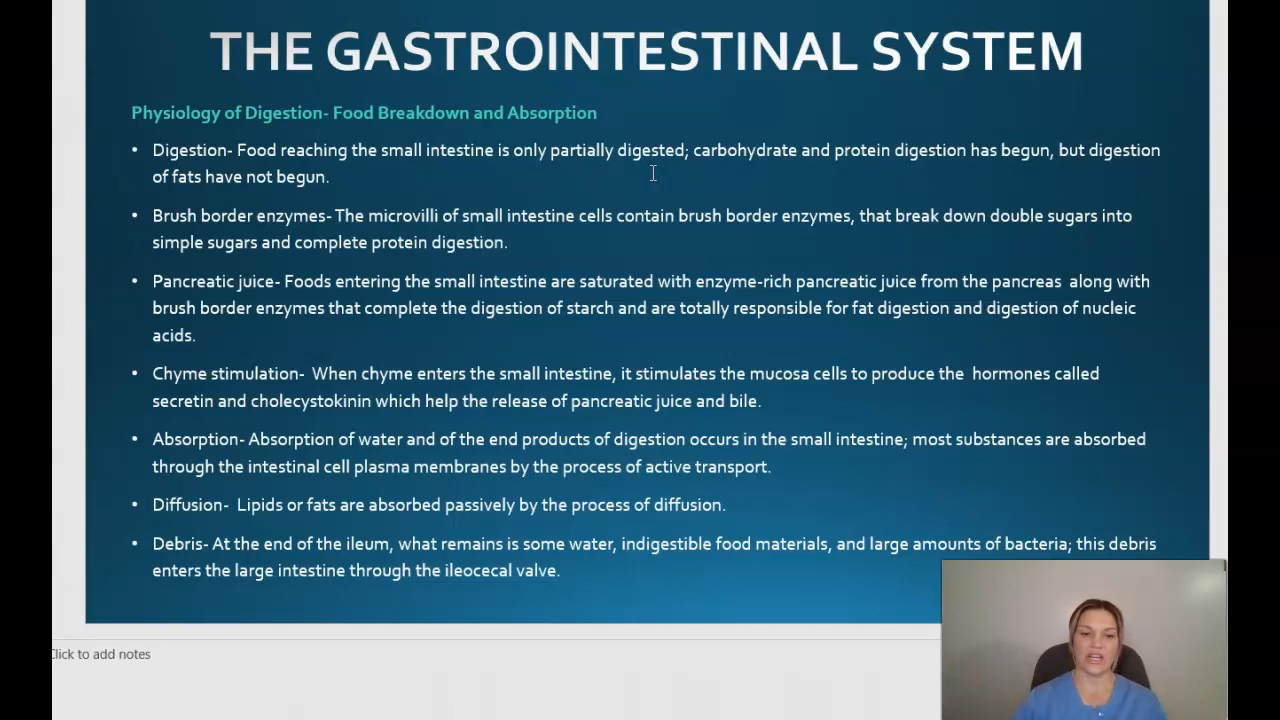 THE GASTROINTESTINAL SYSTEM
Physiology of Digestion- Food Breakdown and Absorption
• Digestion- Food reaching the small intestine is only partially digested; carbohydrate and protein digestion has begun, but digestion
of fats have not begun.
• Brush border enzymes- The microvilli of small intestine cells contain brush border enzymes, that break down double sugars into
simple sugars and complete protein digestion.
• Pancreatic juice- Foods entering the small intestine are saturated with enzyme-rich pancreatic juice from the pancreas along with
brush border enzymes that complete the digestion of starch and are totally responsible for fat digestion and digestion of nucleic
acids.
• Chyme stimulation- When chyme enters the small intestine, it stimulates the mucosa cells to produce the hormones called
secretin and cholecystokinin which help the release of pancreatic juice and bile.
• Absorption- Absorption of water and of the end products of digestion occurs in the small intestine; most substances are absorbed
through the intestinal cell plasma membranes by the process of active transport.
• Diffusion- Lipids or fats are absorbed passively by the process of diffusion.
• Debris- At the end of the ileum, what remains is some water, indigestible food materials, and large amounts of bacteria; this debris
enters the large intestine through the ileocecal valve.
Click to add notes